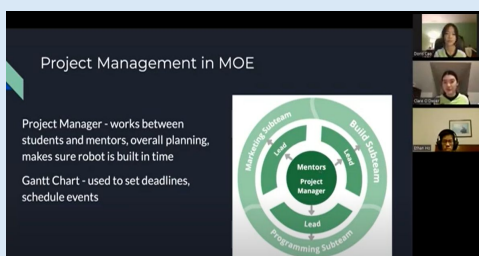 Project Management in MOE
Project Manager - works between
students and mentors, overall planning,
makes sure robot is built in time
Gantt Chart - used to set deadlines,
schedule events
Marketing Subteam
Build Subteam
Lead
Lead
Mentors
Project
Manager
Lead
Programming Subteam